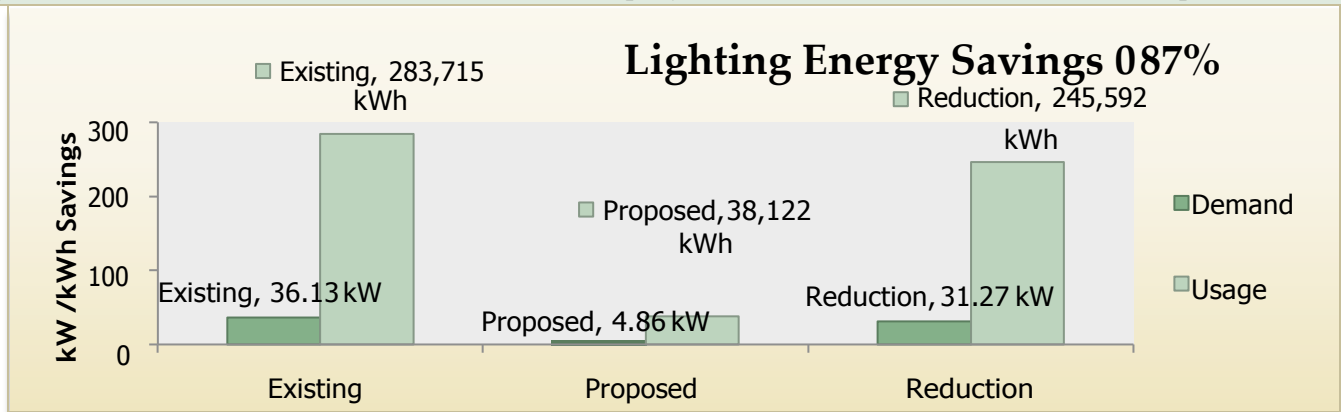 Lighting Energy Savings 087%
Existing, 283,715
kWh
Reduction, 245,592
kWh
kW /kWh Savings
300
200
100
0
Proposed,38,122
kWh
Existing, 36.13 kW
Proposed, 4.86 kW
Reduction, 31.27 kW
Demand
Usage
Existing
Proposed
Reduction